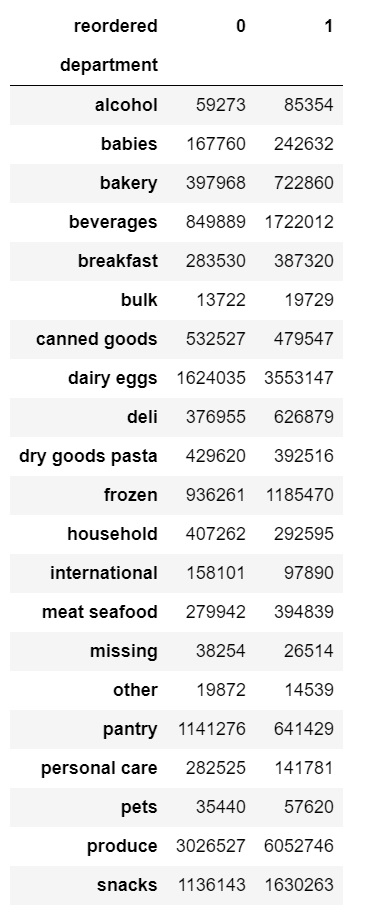 reordered 0 1
department
alcohol 59273 85354
babies 167760 242632
bakery 397968 722860
beverages 849889 1722012
breakfast 283530 387320
bulk 13722 19729
canned goods 532527 479547
dairy eggs 1624035 3553147
deli 376955 626879
dry goods pasta 429620 392516
frozen 936261 1185470
household 407262 292595
international 158101 97890
meat seafood 279942 394839
missing 38254 26514
other 19872 14539
pantry 1141276 641429
personal care 282525 141781
pets 35440 57620
produce 3026527 6052746
snacks 1136143 1630263